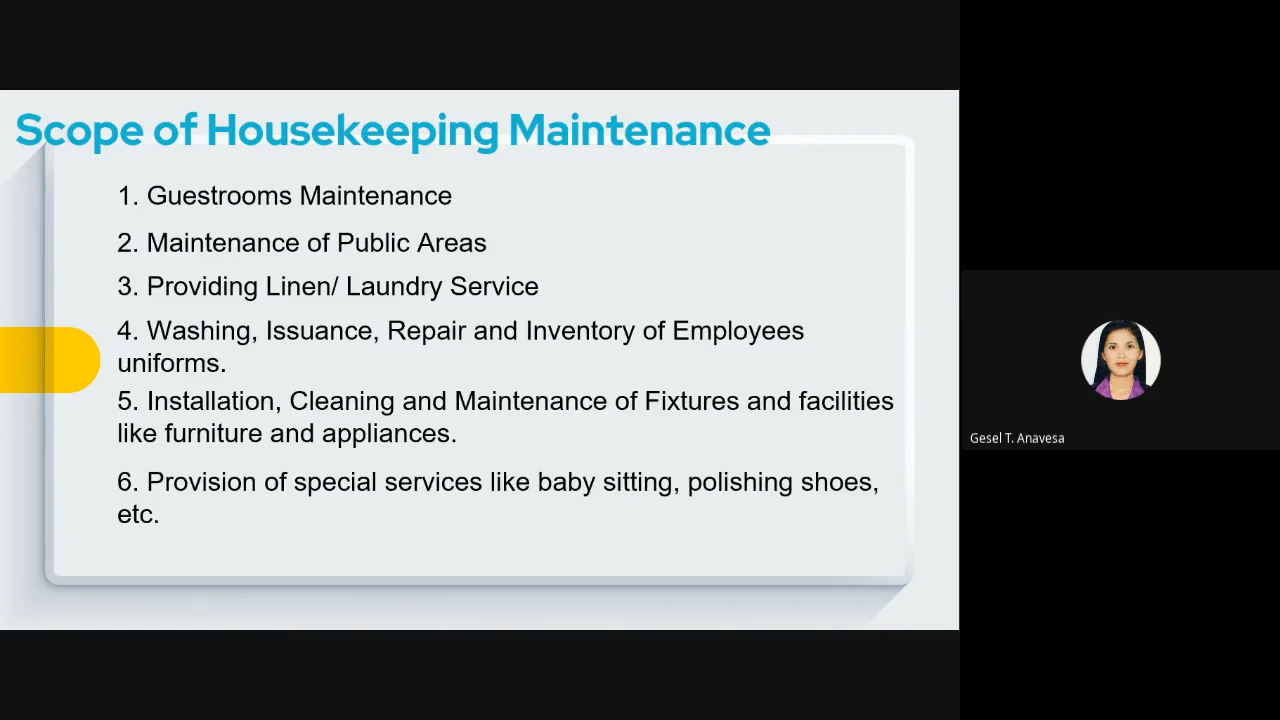 Scope of Housekeeping Maintenance
1. Guestrooms Maintenance
2. Maintenance of Public Areas
3. Providing Linen/ Laundry Service
4. Washing, Issuance, Repair and Inventory of Employees
uniforms.
5. Installation, Cleaning and Maintenance of Fixtures and facilities
like furniture and appliances.
6. Provision of special services like baby sitting, polishing shoes,
etc.
Gesel T. Anavesa